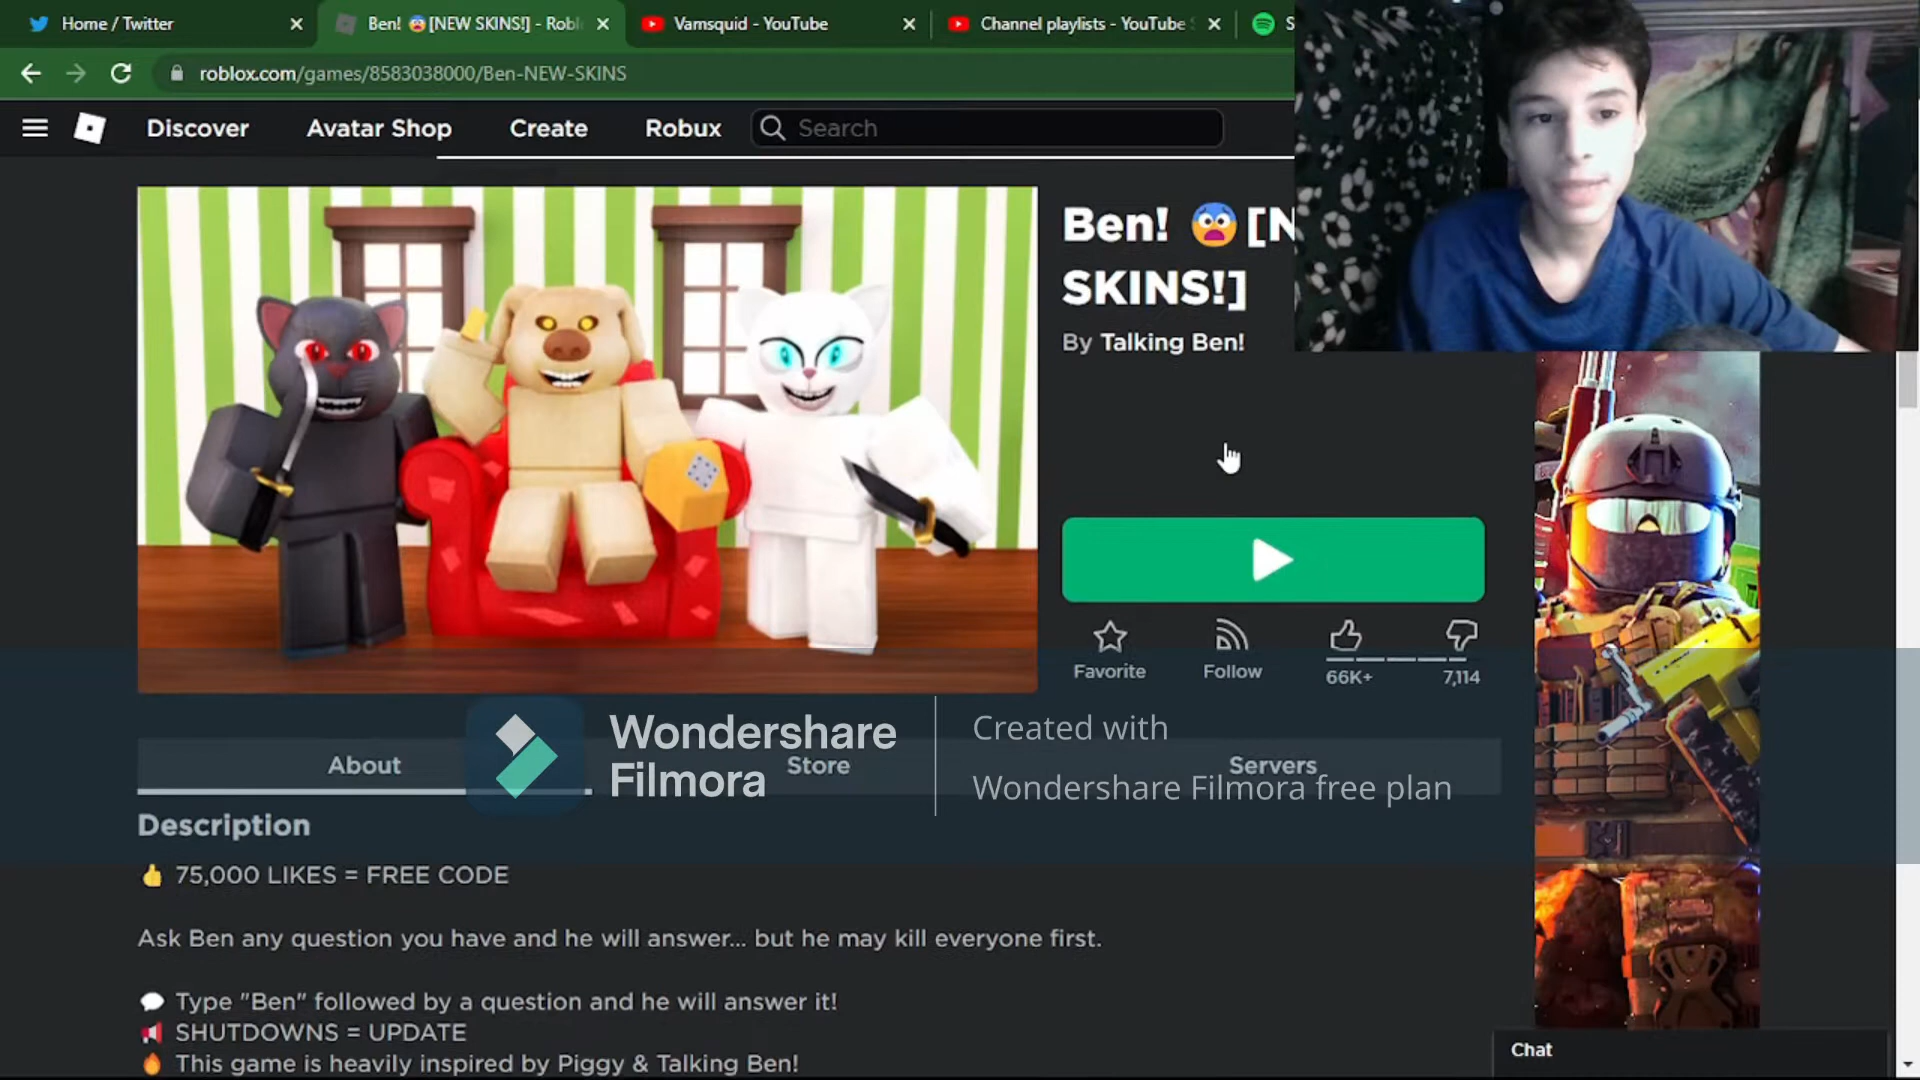 Home / Twitter
Ben! 😨[NEW SKINS!] - Robl
Vamsquid - YouTube
Channel playlists - YouTube S
S
roblox.com/games/8583038000/Ben-NEW-SKINS
Discover
Avatar Shop
Create
Robux
Search
Ben! 😨[N
SKINS!]
By Talking Ben!
Favorite
Follow
66K+
7,114
Wondershare
Filmora
Created with
Wondershare Filmora free plan
About
Store
Servers
Description
👍 75,000 LIKES = FREE CODE
Ask Ben any question you have and he will answer... but he may kill everyone first.
💬 Type "Ben" followed by a question and he will answer it!
📢 SHUTDOWNS = UPDATE
🔥 This game is heavily inspired by Piggy & Talking Ben!
Chat